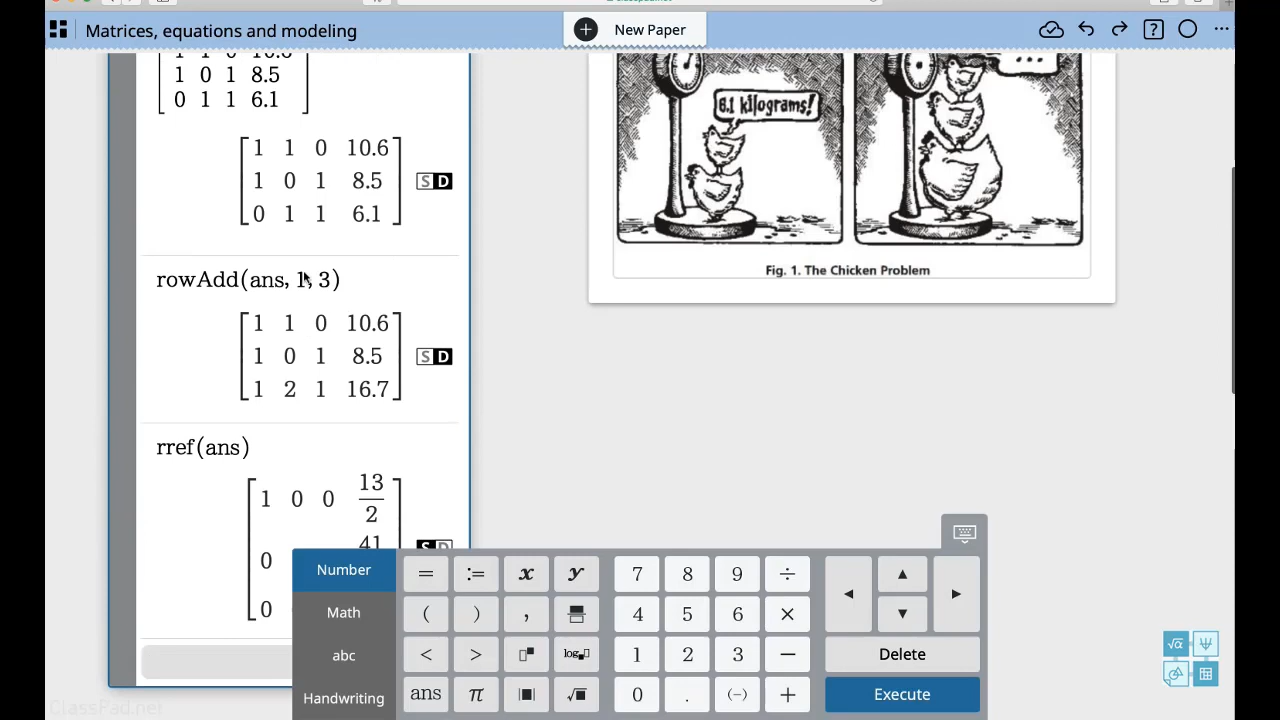 Matrices, equations and modeling
New Paper
1 0 1 8.5
0 1 1 6.1
1 1 0 10.6
1 0 1 8.5
S D
0 1 1 6.1
rowAdd(ans, 1, 3)
1 1 0 10.6
1 0 1 8.5
S D
1 2 1 16.7
rref(ans)
1 0 0 13/2
41
0
0
6.1 kilograms!
...
Fig. 1. The Chicken Problem
Number
Math
abc
Handwriting
= := x y 7 8 9 ÷
( ) , 4 5 6 ×
< > log 1 2 3 − Delete
ans π 0 . (−) + Execute
ClassPad.net